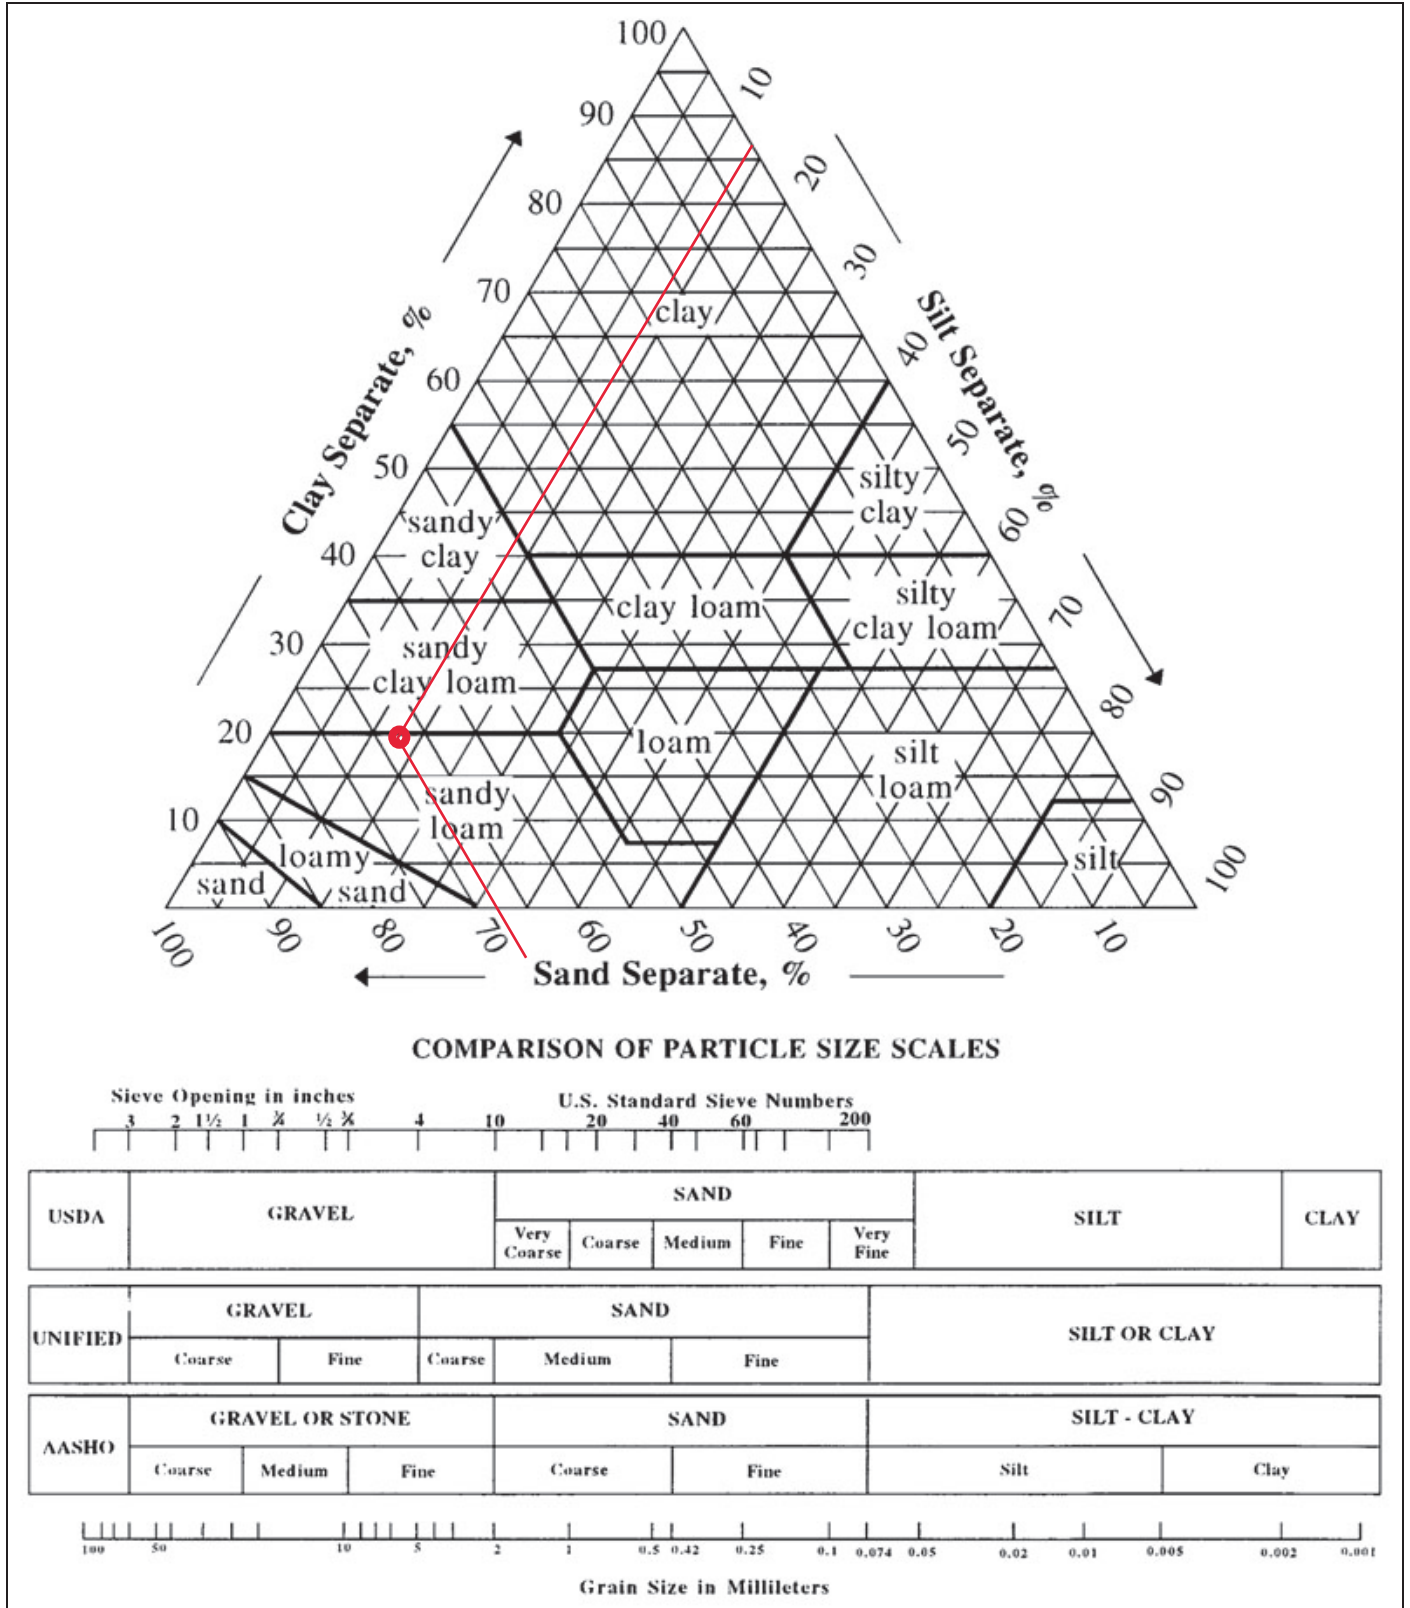 100
10
90
20
80
30
70
clay
40
60
50
50
silty
clay
sandy
clay
60
40
clay loam
silty
clay loam
70
30
sandy
clay loam
80
20
loam
silt
loam
90
sandy
loam
10
loamy
sand
sand
silt
100
100
90
80
70
60
50
40
30
20
10
Clay Separate, %
Silt Separate, %
Sand Separate, %
COMPARISON OF PARTICLE SIZE SCALES
Sieve Opening in inches
U.S. Standard Sieve Numbers
3 2 1½ 1 ¾ ½ ⅜ 4 10 20 40 60 200
USDA
GRAVEL
SAND
SILT
CLAY
Very Coarse
Coarse
Medium
Fine
Very Fine
UNIFIED
GRAVEL
SAND
SILT OR CLAY
Coarse
Fine
Coarse
Medium
Fine
AASHO
GRAVEL OR STONE
SAND
SILT - CLAY
Coarse
Medium
Fine
Coarse
Fine
Silt
Clay
100 50 10 5 2 1 0.5 0.42 0.25 0.1 0.074 0.05 0.02 0.01 0.005 0.002 0.001
Grain Size in Millileters